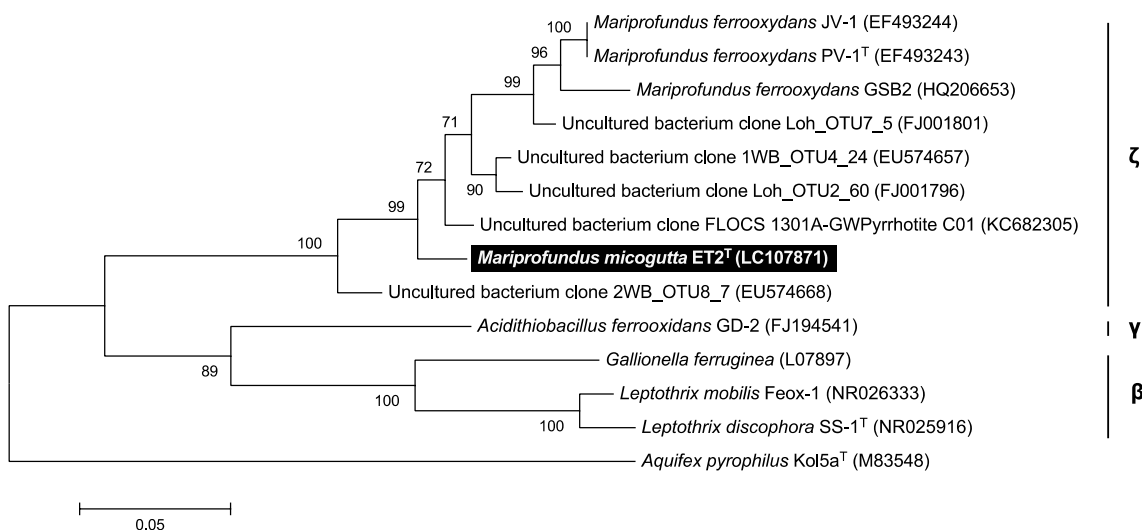 Mariprofundus ferrooxydans JV-1 (EF493244)
100
Mariprofundus ferrooxydans PV-1ᵀ (EF493243)
96
Mariprofundus ferrooxydans GSB2 (HQ206653)
99
Uncultured bacterium clone Loh_OTU7_5 (FJ001801)
71
Uncultured bacterium clone 1WB_OTU4_24 (EU574657)
ζ
72
90
Uncultured bacterium clone Loh_OTU2_60 (FJ001796)
99
Uncultured bacterium clone FLOCS 1301A-GWPyrrhotite C01 (KC682305)
100
Mariprofundus micogutta ET2ᵀ (LC107871)
Uncultured bacterium clone 2WB_OTU8_7 (EU574668)
Acidithiobacillus ferrooxidans GD-2 (FJ194541)
γ
89
Gallionella ferruginea (L07897)
100
Leptothrix mobilis Feox-1 (NR026333)
β
100
Leptothrix discophora SS-1ᵀ (NR025916)
Aquifex pyrophilus Kol5aᵀ (M83548)
0.05